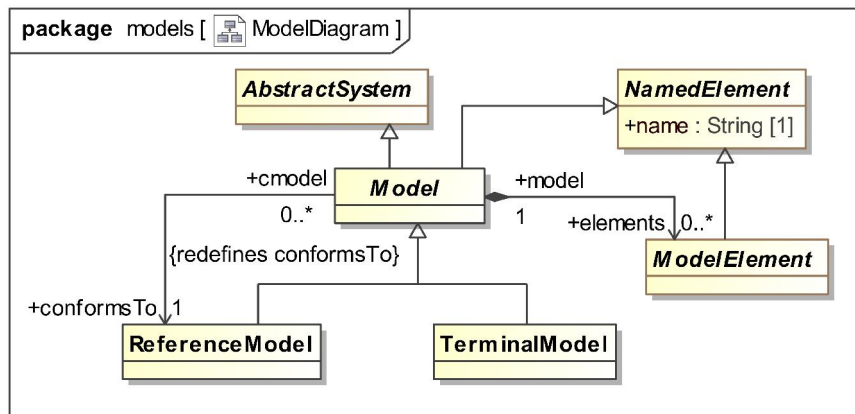 package models [ ModelDiagram ]
AbstractSystem
NamedElement
+name : String [1]
+cmodel
Model
+model
0..*
1
+elements
0..*
{redefines conformsTo}
ModelElement
+conformsTo
1
ReferenceModel
TerminalModel